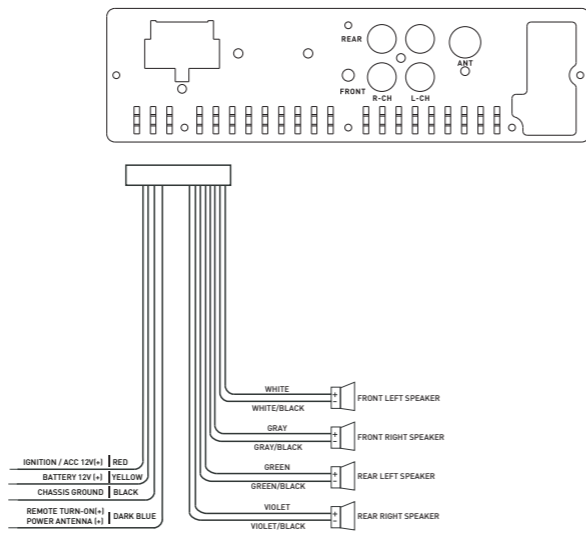 REAR
ANT
FRONT
R-CH L-CH
WHITE
+ FRONT LEFT SPEAKER
-
WHITE/BLACK
GRAY
+ FRONT RIGHT SPEAKER
-
GRAY/BLACK
GREEN
+ REAR LEFT SPEAKER
-
GREEN/BLACK
VIOLET
+ REAR RIGHT SPEAKER
-
VIOLET/BLACK
IGNITION / ACC 12V(+) RED
BATTERY 12V (+) YELLOW
CHASSIS GROUND BLACK
REMOTE TURN-ON(+)
POWER ANTENNA (+) DARK BLUE